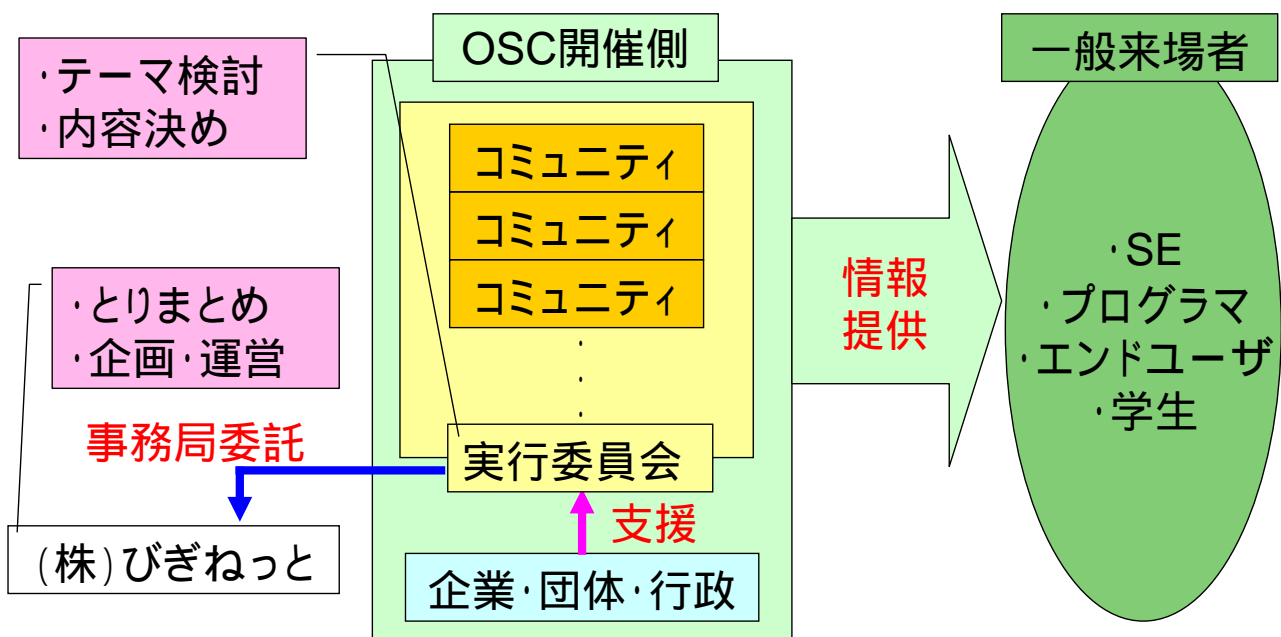 ・テーマ検討
・内容決め
・とりまとめ
・企画・運営
事務局委託
(株)びぎねっと
OSC開催側
コミュニティ
コミュニティ
コミュニティ
・
・
・
実行委員会
支援
企業・団体・行政
情報
提供
一般来場者
・SE
・プログラマ
・エンドユーザ
・学生